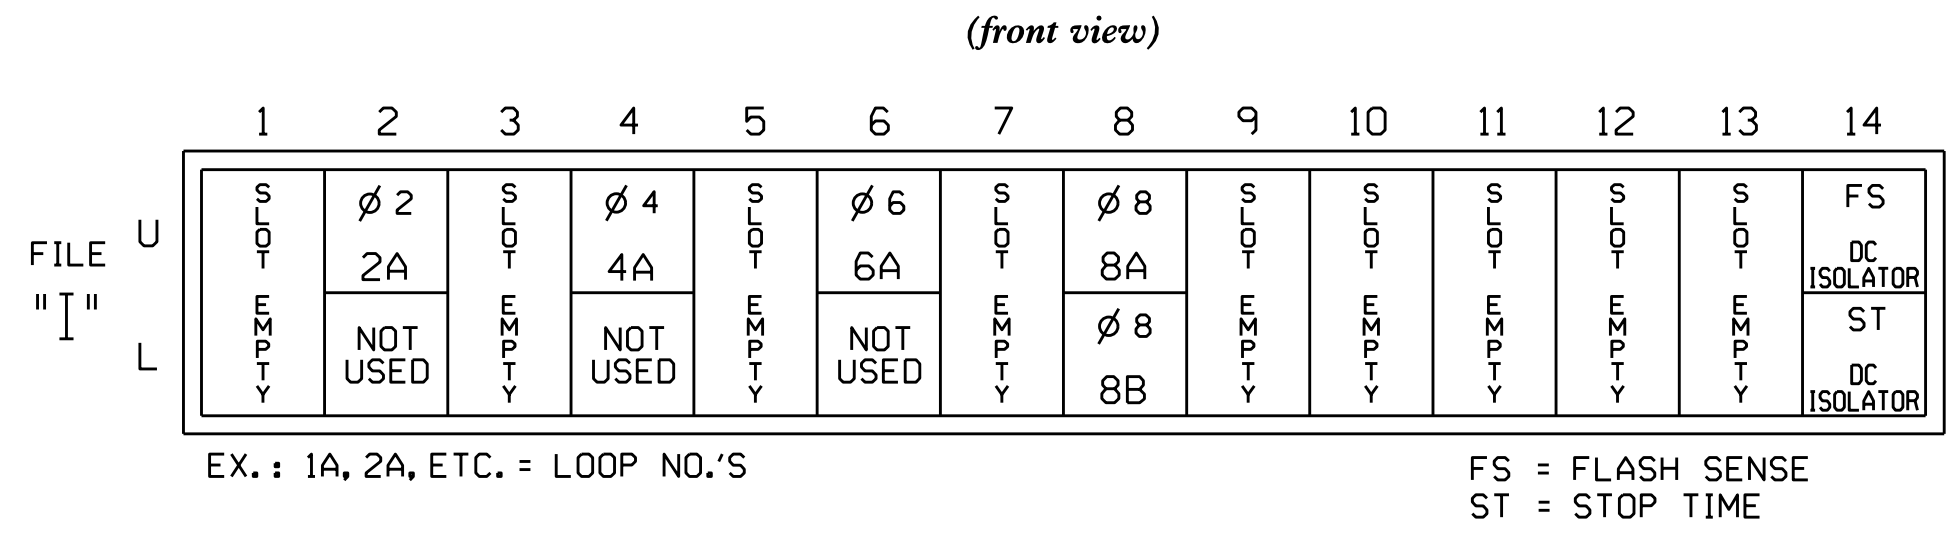 (front view)
1 2 3 4 5 6 7 8 9 10 11 12 13 14
FILE
"I"
U
L
SLOT EMPTY
Ø 2
2A
NOT
USED
SLOT EMPTY
Ø 4
4A
NOT
USED
SLOT EMPTY
Ø 6
6A
NOT
USED
SLOT EMPTY
Ø 8
8A
Ø 8
8B
SLOT EMPTY
SLOT EMPTY
SLOT EMPTY
SLOT EMPTY
SLOT EMPTY
FS
DC
ISOLATOR
ST
DC
ISOLATOR
EX.: 1A, 2A, ETC. = LOOP NO.'S
FS = FLASH SENSE
ST = STOP TIME